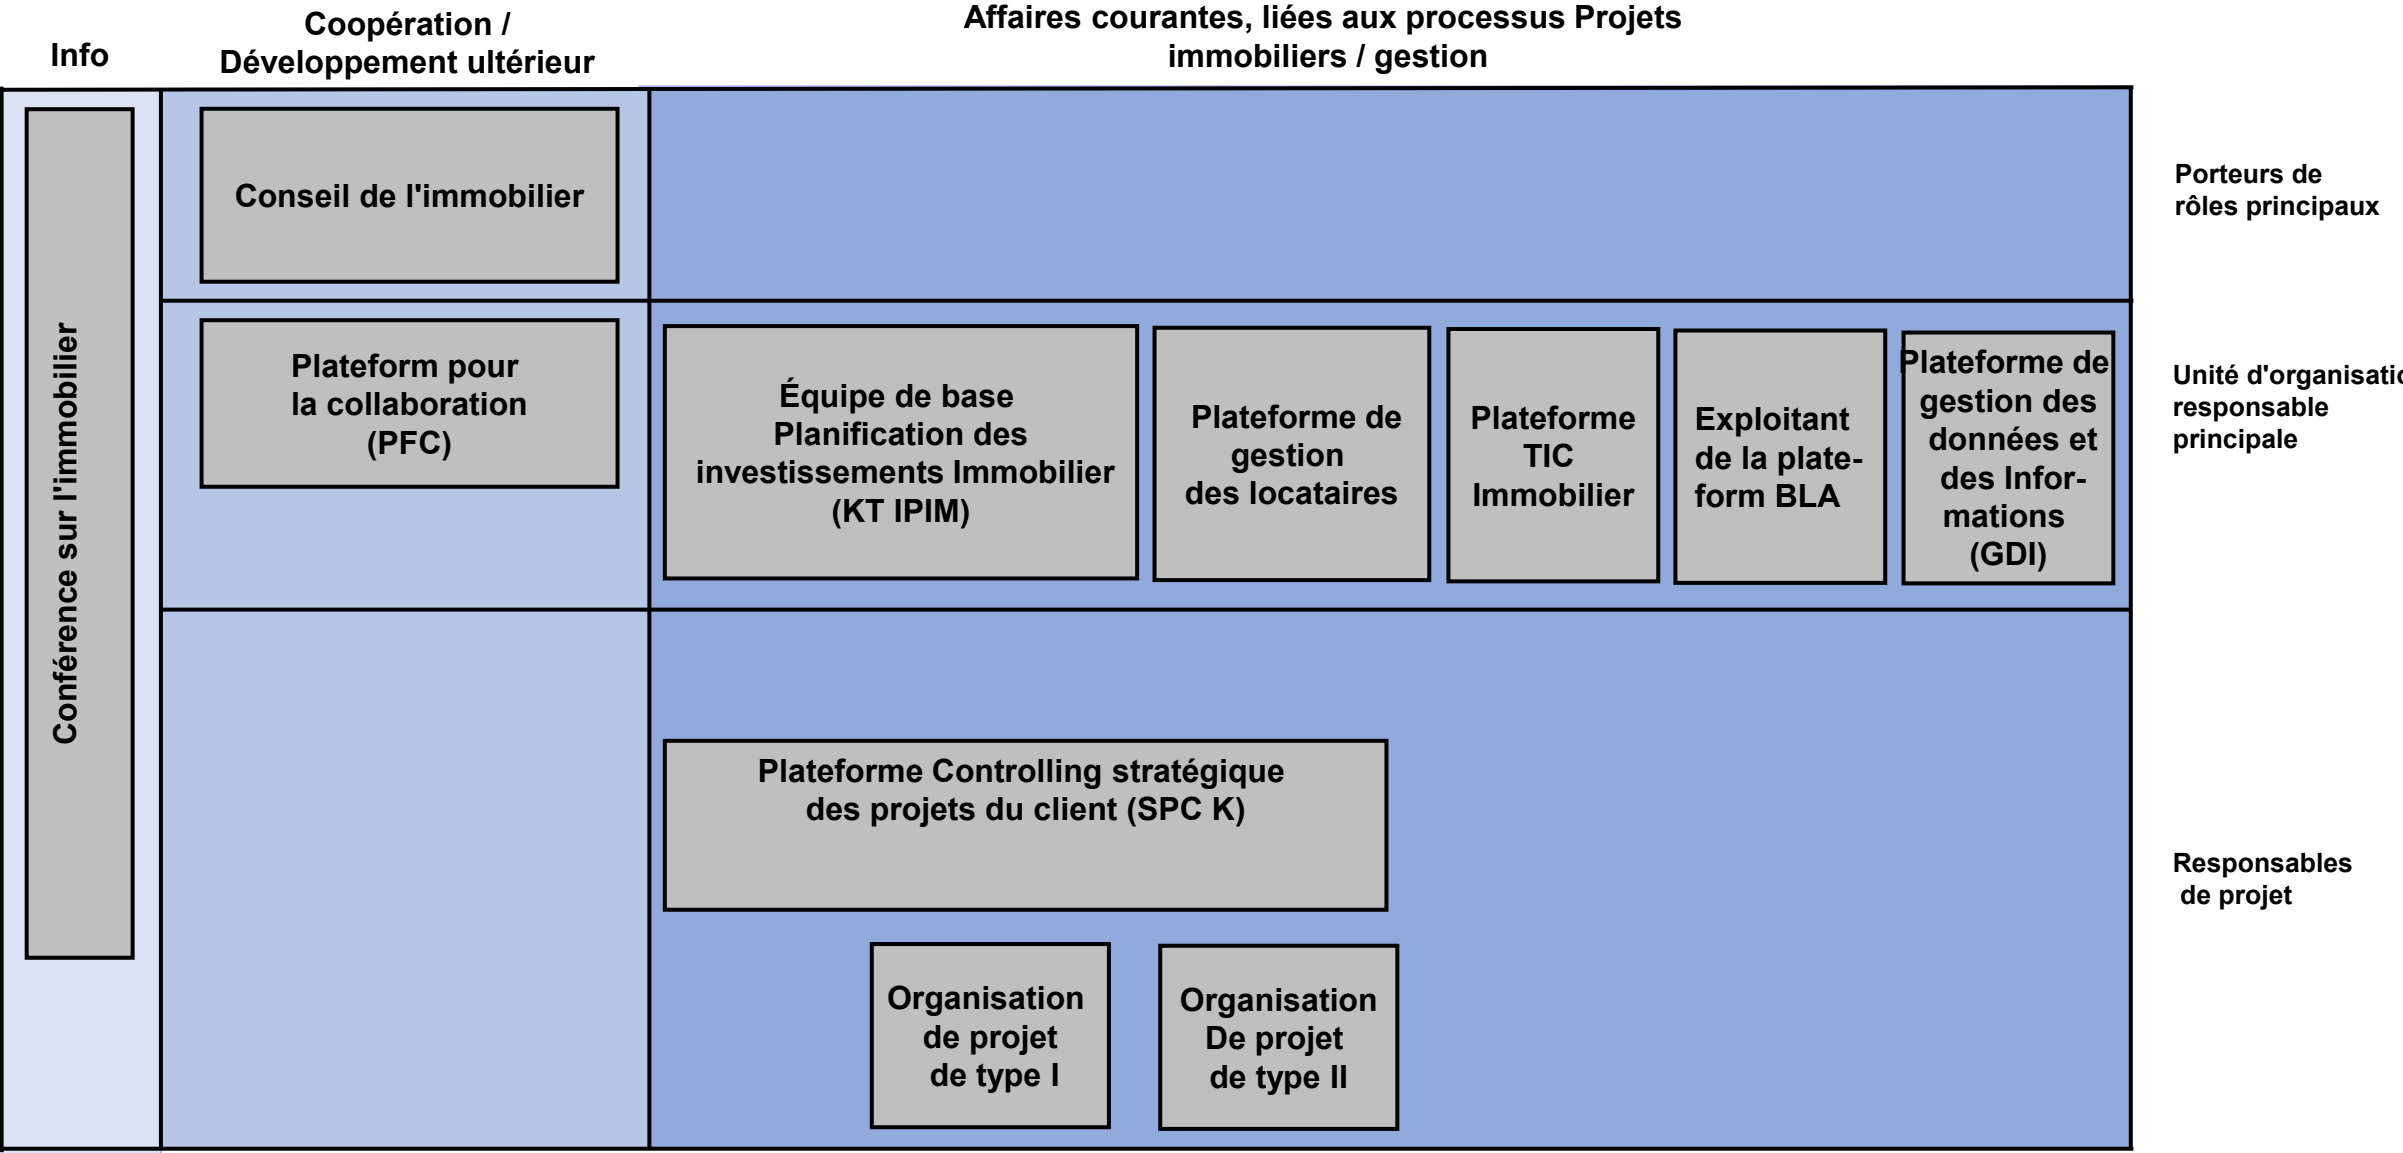 Info
Coopération /
Développement ultérieur
Affaires courantes, liées aux processus Projets
immobiliers / gestion
Conférence sur l'immobilier
Conseil de l'immobilier
Porteurs de
rôles principaux
Plateform pour
la collaboration
(PFC)
Équipe de base
Planification des
investissements Immobilier
(KT IPIM)
Plateforme de
gestion
des locataires
Plateforme
TIC
Immobilier
Exploitant
de la plate-
form BLA
Plateforme de
gestion des
données et
des Infor-
mations
(GDI)
Unité d'organisatio
responsable
principale
Plateforme Controlling stratégique
des projets du client (SPC K)
Responsables
de projet
Organisation
de projet
de type I
Organisation
De projet
de type II